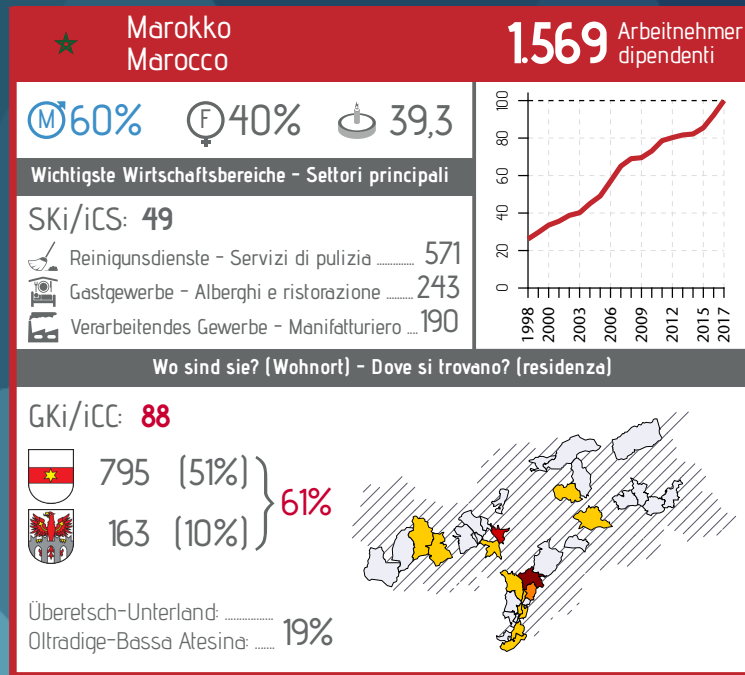 Marokko
Marocco
1.569 Arbeitnehmer
dipendenti
M 60% F 40% 39,3
Wichtigste Wirtschaftsbereiche - Settori principali
SKi/iCS: 49
Reinigunsdienste - Servizi di pulizia ............. 571
Gastgewerbe - Alberghi e ristorazione ......... 243
Verarbeitendes Gewerbe - Manifatturiero .... 190
100
80
60
40
20
0
1998
2000
2003
2006
2009
2012
2015
2017
Wo sind sie? (Wohnort) - Dove si trovano? (residenza)
GKi/iCC: 88
795 (51%)
163 (10%)
61%
Überetsch-Unterland: ................
Oltradige-Bassa Atesina: ...... 19%